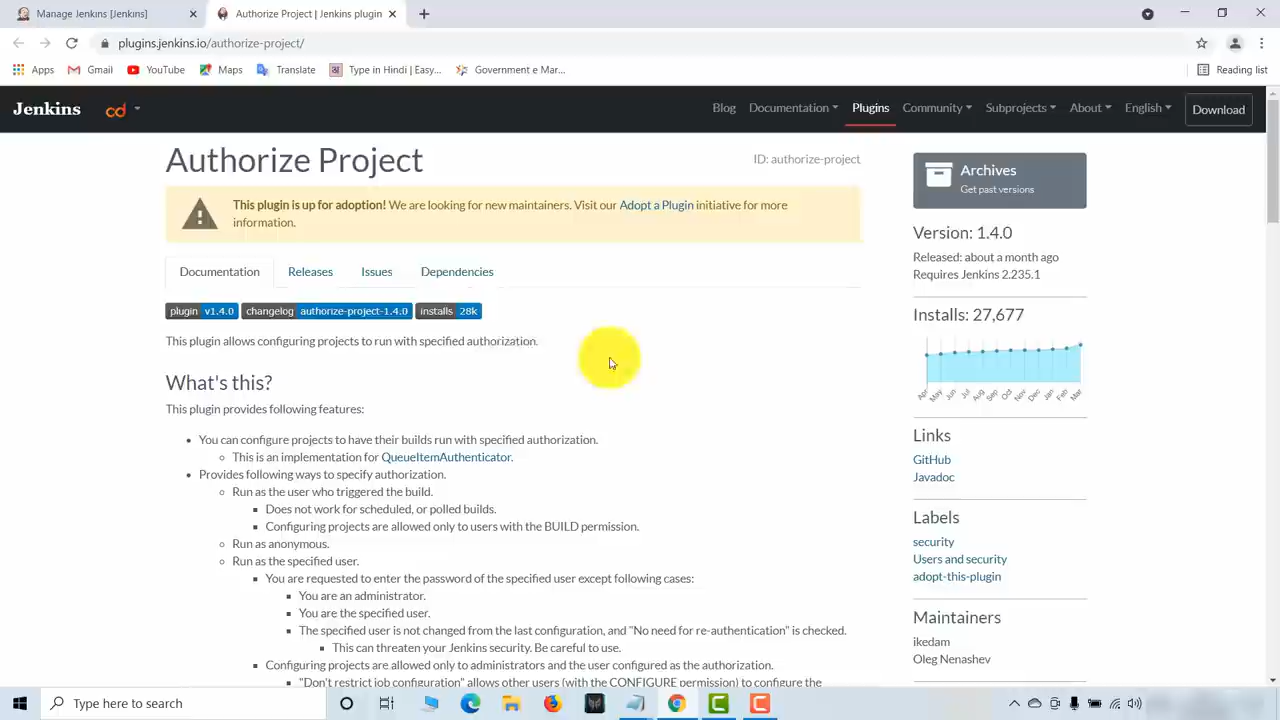 Manage Jenkins [Jenkins]
Authorize Project | Jenkins plugin
plugins.jenkins.io/authorize-project/
Apps
Gmail
YouTube
Maps
Translate
Type in Hindi | Easy...
Government e Mar...
Reading list
Jenkins
cd
Blog
Documentation
Plugins
Community
Subprojects
About
English
Download
Authorize Project
ID: authorize-project
This plugin is up for adoption! We are looking for new maintainers. Visit our Adopt a Plugin initiative for more
information.
Documentation
Releases
Issues
Dependencies
plugin v1.4.0
changelog authorize-project-1.4.0
installs 28k
This plugin allows configuring projects to run with specified authorization.
What's this?
This plugin provides following features:
You can configure projects to have their builds run with specified authorization.
This is an implementation for QueueItemAuthenticator.
Provides following ways to specify authorization.
Run as the user who triggered the build.
Does not work for scheduled, or polled builds.
Configuring projects are allowed only to users with the BUILD permission.
Run as anonymous.
Run as the specified user.
You are requested to enter the password of the specified user except following cases:
You are an administrator.
You are the specified user.
The specified user is not changed from the last configuration, and "No need for re-authentication" is checked.
This can threaten your Jenkins security. Be careful to use.
Configuring projects are allowed only to administrators and the user configured as the authorization.
"Don't restrict job configuration" allows other users (with the CONFIGURE permission) to configure the
Archives
Get past versions
Version: 1.4.0
Released: about a month ago
Requires Jenkins 2.235.1
Installs: 27,677
Apr May Jun Jul Aug Sep Oct Nov Dec Jan Feb Mar
Links
GitHub
Javadoc
Labels
security
Users and security
adopt-this-plugin
Maintainers
ikedam
Oleg Nenashev
Type here to search